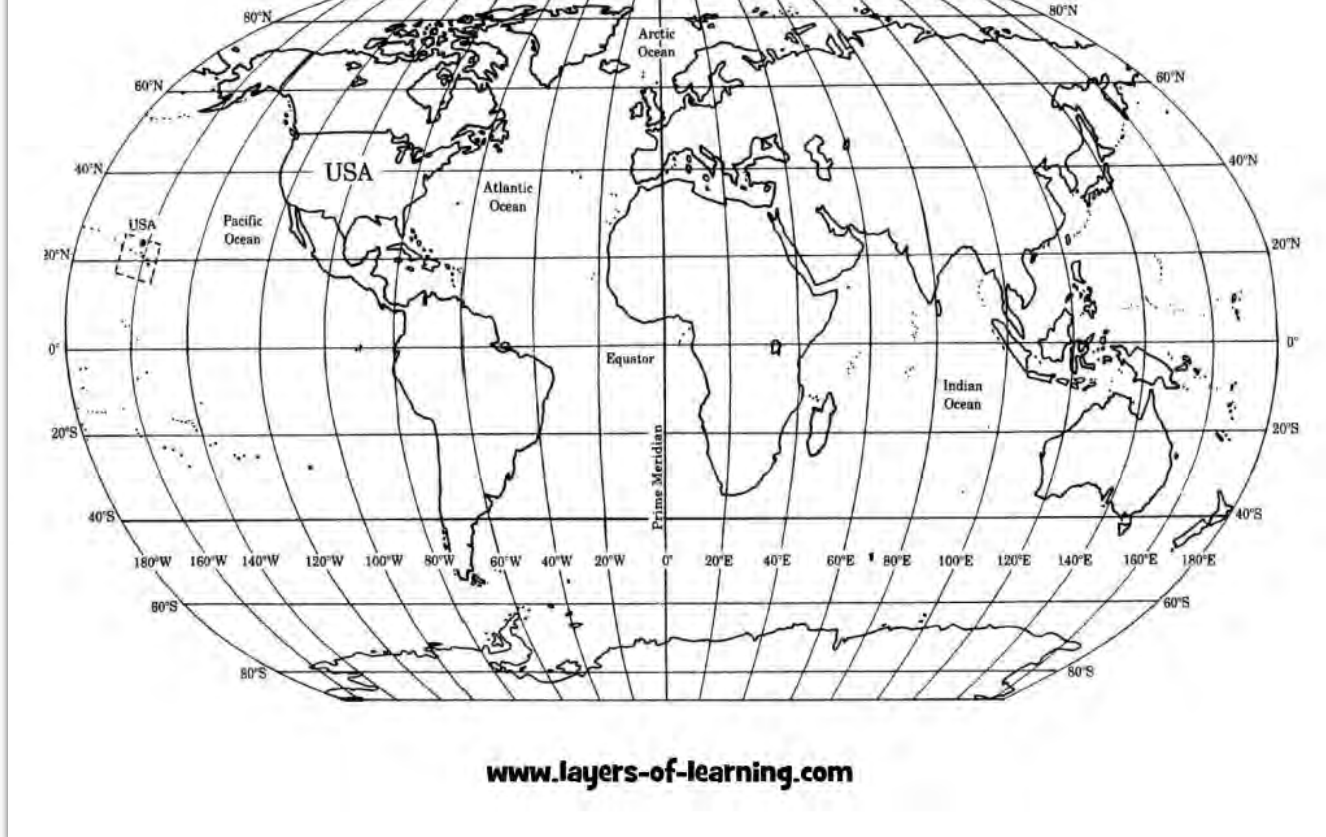 80°N
80°N
Arctic
Ocean
60°N
60°N
40°N
USA
40°N
Atlantic
Ocean
USA
Pacific
Ocean
20°N
20°N
0°
Equator
0°
Indian
Ocean
20°S
20°S
Prime Meridian
40°S
40°S
180°W 160°W 140°W 120°W 100°W 80°W 60°W 40°W 20°W 0° 20°E 40°E 60°E 80°E 100°E 120°E 140°E 160°E 180°E
60°S
60°S
80°S
80°S
www.layers-of-learning.com